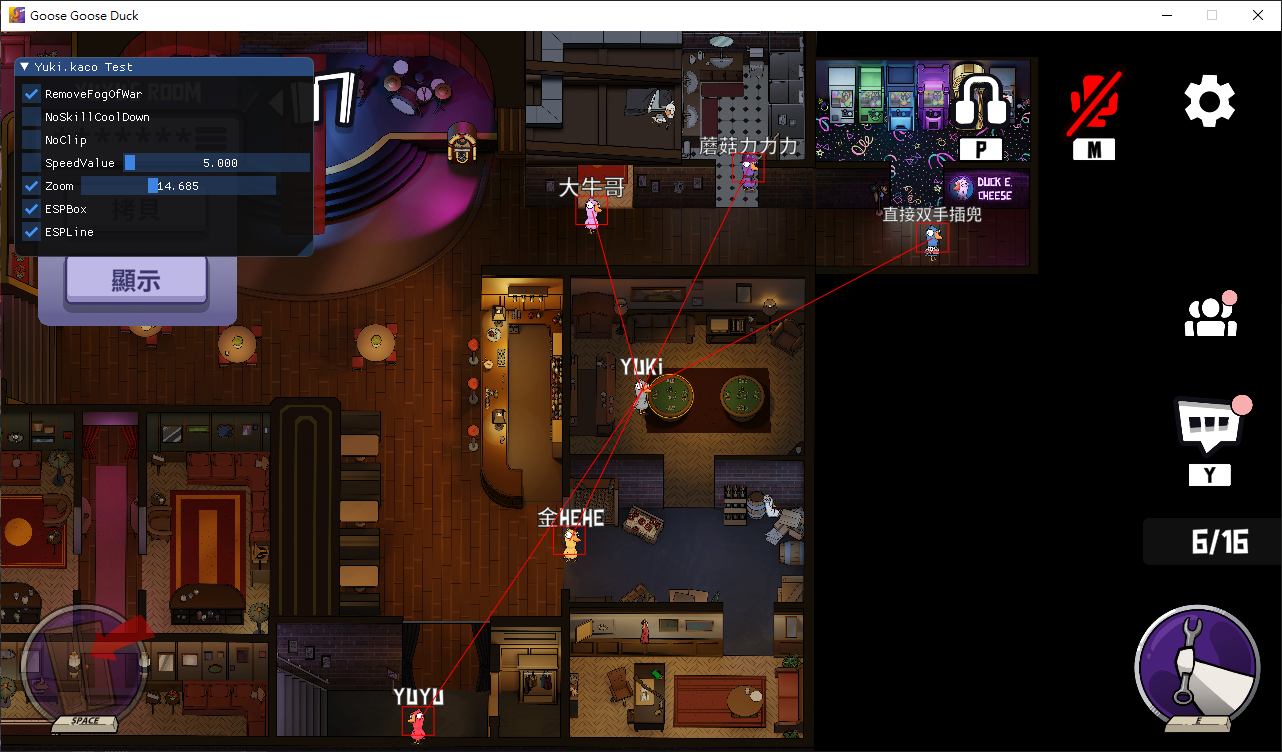 Goose Goose Duck
Yuki.kaco Test
RemoveFogOfWar
ROOM
NoSkillCoolDown
NoClip
******
SpeedValue 5.000
Zoom 14.685
ESPBox
拷貝
ESPLine
顯示
P
M
蘑菇力力力
大牛哥
DUCK E.
CHEESE
直接双手插兜
YUKi
Y
金HEHE
6/16
YUYU
SPACE
E